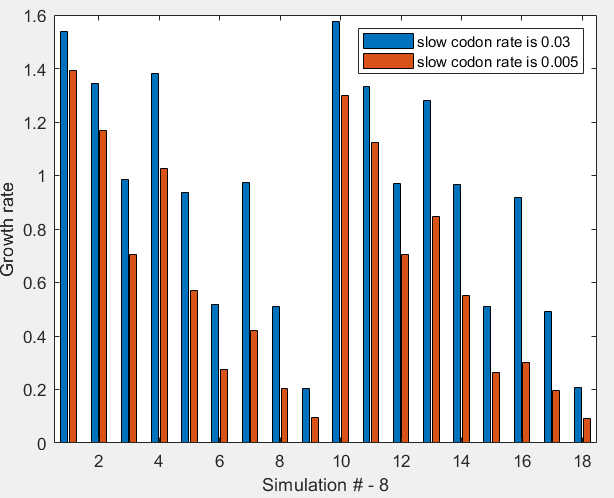 1.6
1.4
1.2
1
0.8
0.6
0.4
0.2
0
Growth rate
slow codon rate is 0.03
slow codon rate is 0.005
2 4 6 8 10 12 14 16 18
Simulation # - 8